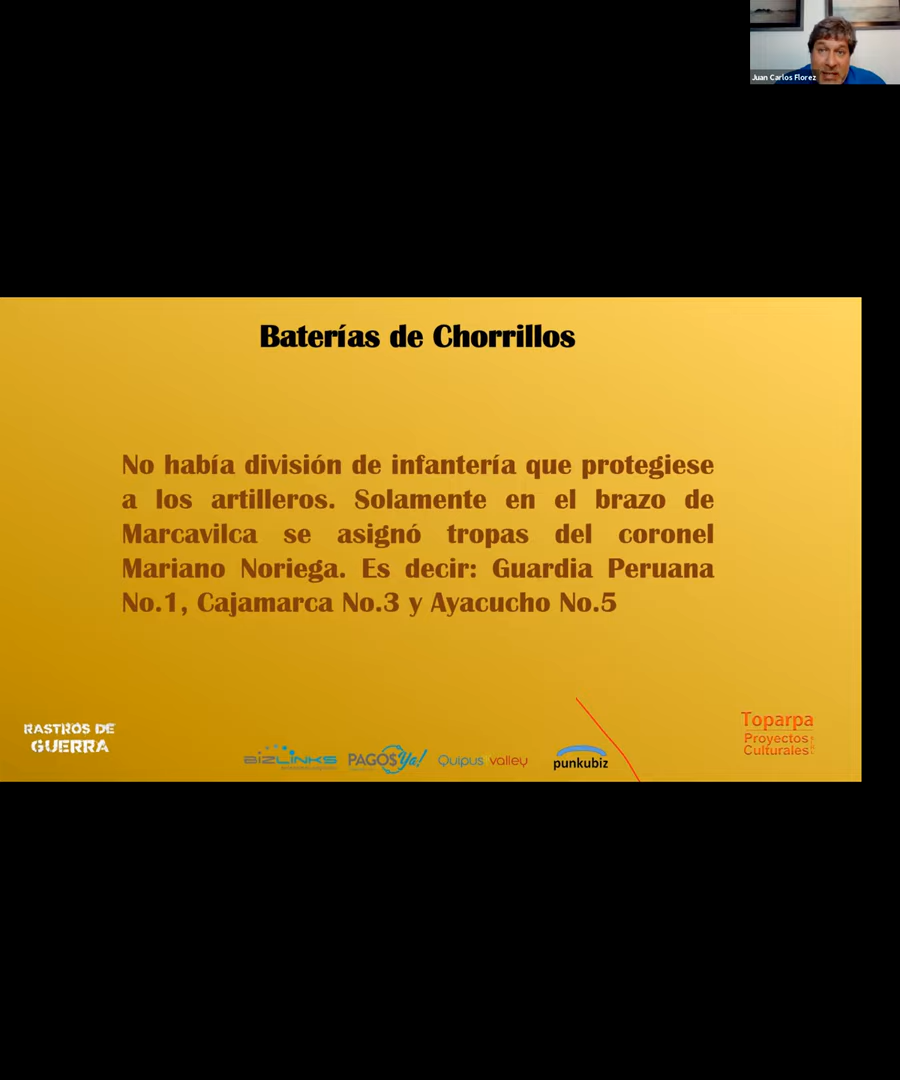 Juan Carlos Florez
Baterías de Chorrillos
No había división de infantería que protegiese
a los artilleros. Solamente en el brazo de
Marcavilca se asignó tropas del coronel
Mariano Noriega. Es decir: Guardia Peruana
No.1, Cajamarca No.3 y Ayacucho No.5
RASTROS DE
GUERRA
BIZLINKS
PAGOS Ya!
Quipus valley
punkubiz
Toparpa
Proyectos
Culturales